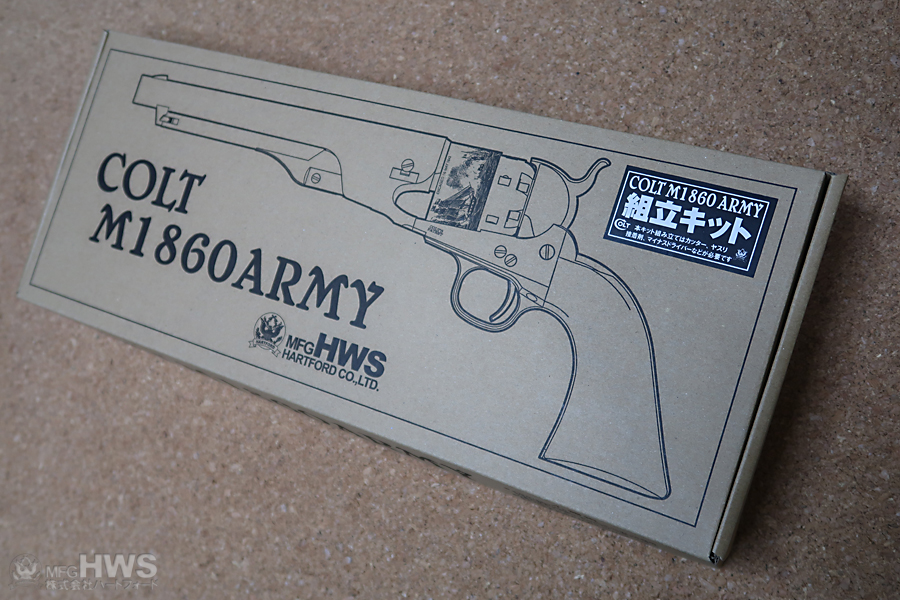 COLT
M1860ARMY
MFG HWS
HARTFORD CO.,LTD.
HARTFORD
COLT M1860 ARMY
組立キット
COLT
本キット組み立てはカッター、ヤスリ
接着剤、マイナスドライバーなどが必要です
MFG HWS
株式会社ハートフォード